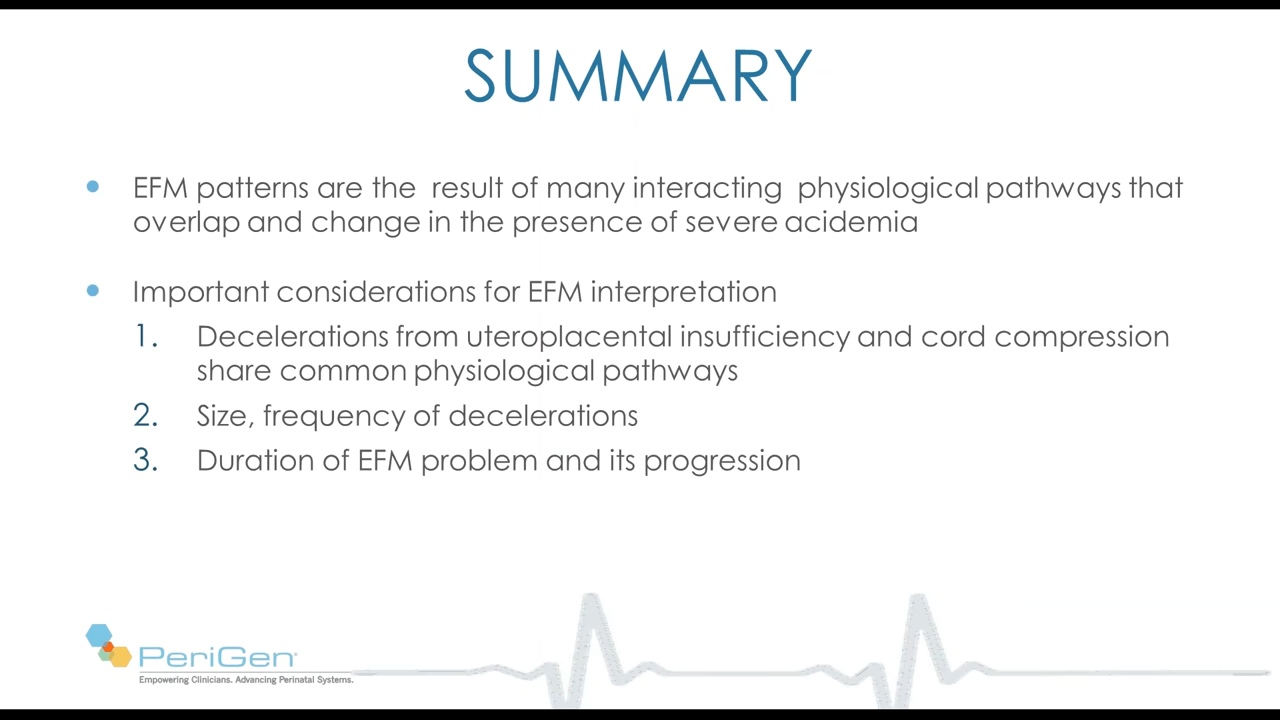 SUMMARY
• EFM patterns are the result of many interacting physiological pathways that
overlap and change in the presence of severe acidemia
• Important considerations for EFM interpretation
1. Decelerations from uteroplacental insufficiency and cord compression
share common physiological pathways
2. Size, frequency of decelerations
3. Duration of EFM problem and its progression
PeriGen®
Empowering Clinicians. Advancing Perinatal Systems.